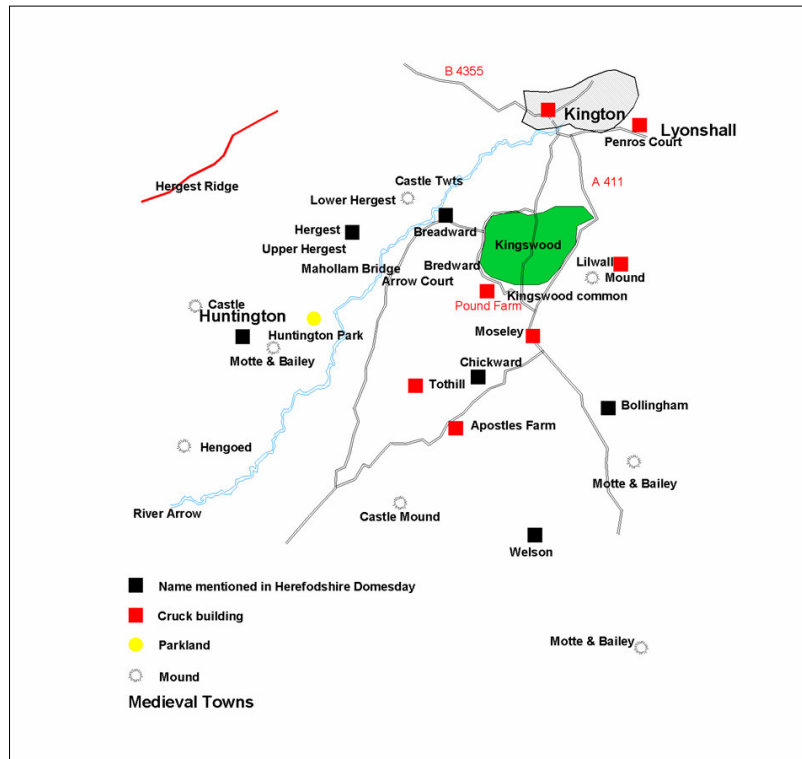 B 4355
Kington
Lyonshall
Penros Court
A 411
Hergest Ridge
Castle Twts
Lower Hergest
Hergest
Upper Hergest
Breadward
Kingswood
Mahollam Bridge
Bredward
Arrow Court
Lilwall
Mound
Kingswood common
Pound Farm
Castle
Huntington
Huntington Park
Motte & Bailey
Moseley
Chickward
Tothill
Bollingham
Apostles Farm
Hengoed
Motte & Bailey
River Arrow
Castle Mound
Welson
Name mentioned in Herefodshire Domesday
Cruck building
Parkland
Motte & Bailey
Mound
Medieval Towns